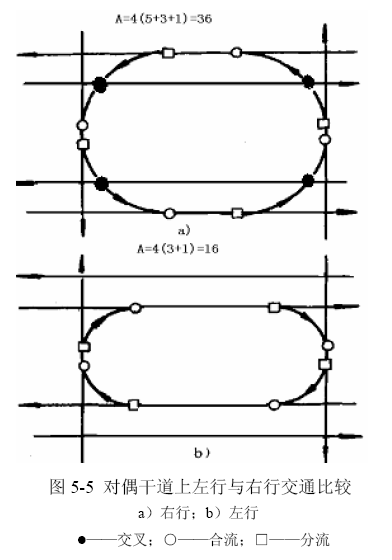 A=4(5+3+1)=36
a)
A=4(3+1)=16
b)
图 5-5 对偶干道上左行与右行交通比较
a）右行；b）左行
●——交叉；○——合流；□——分流